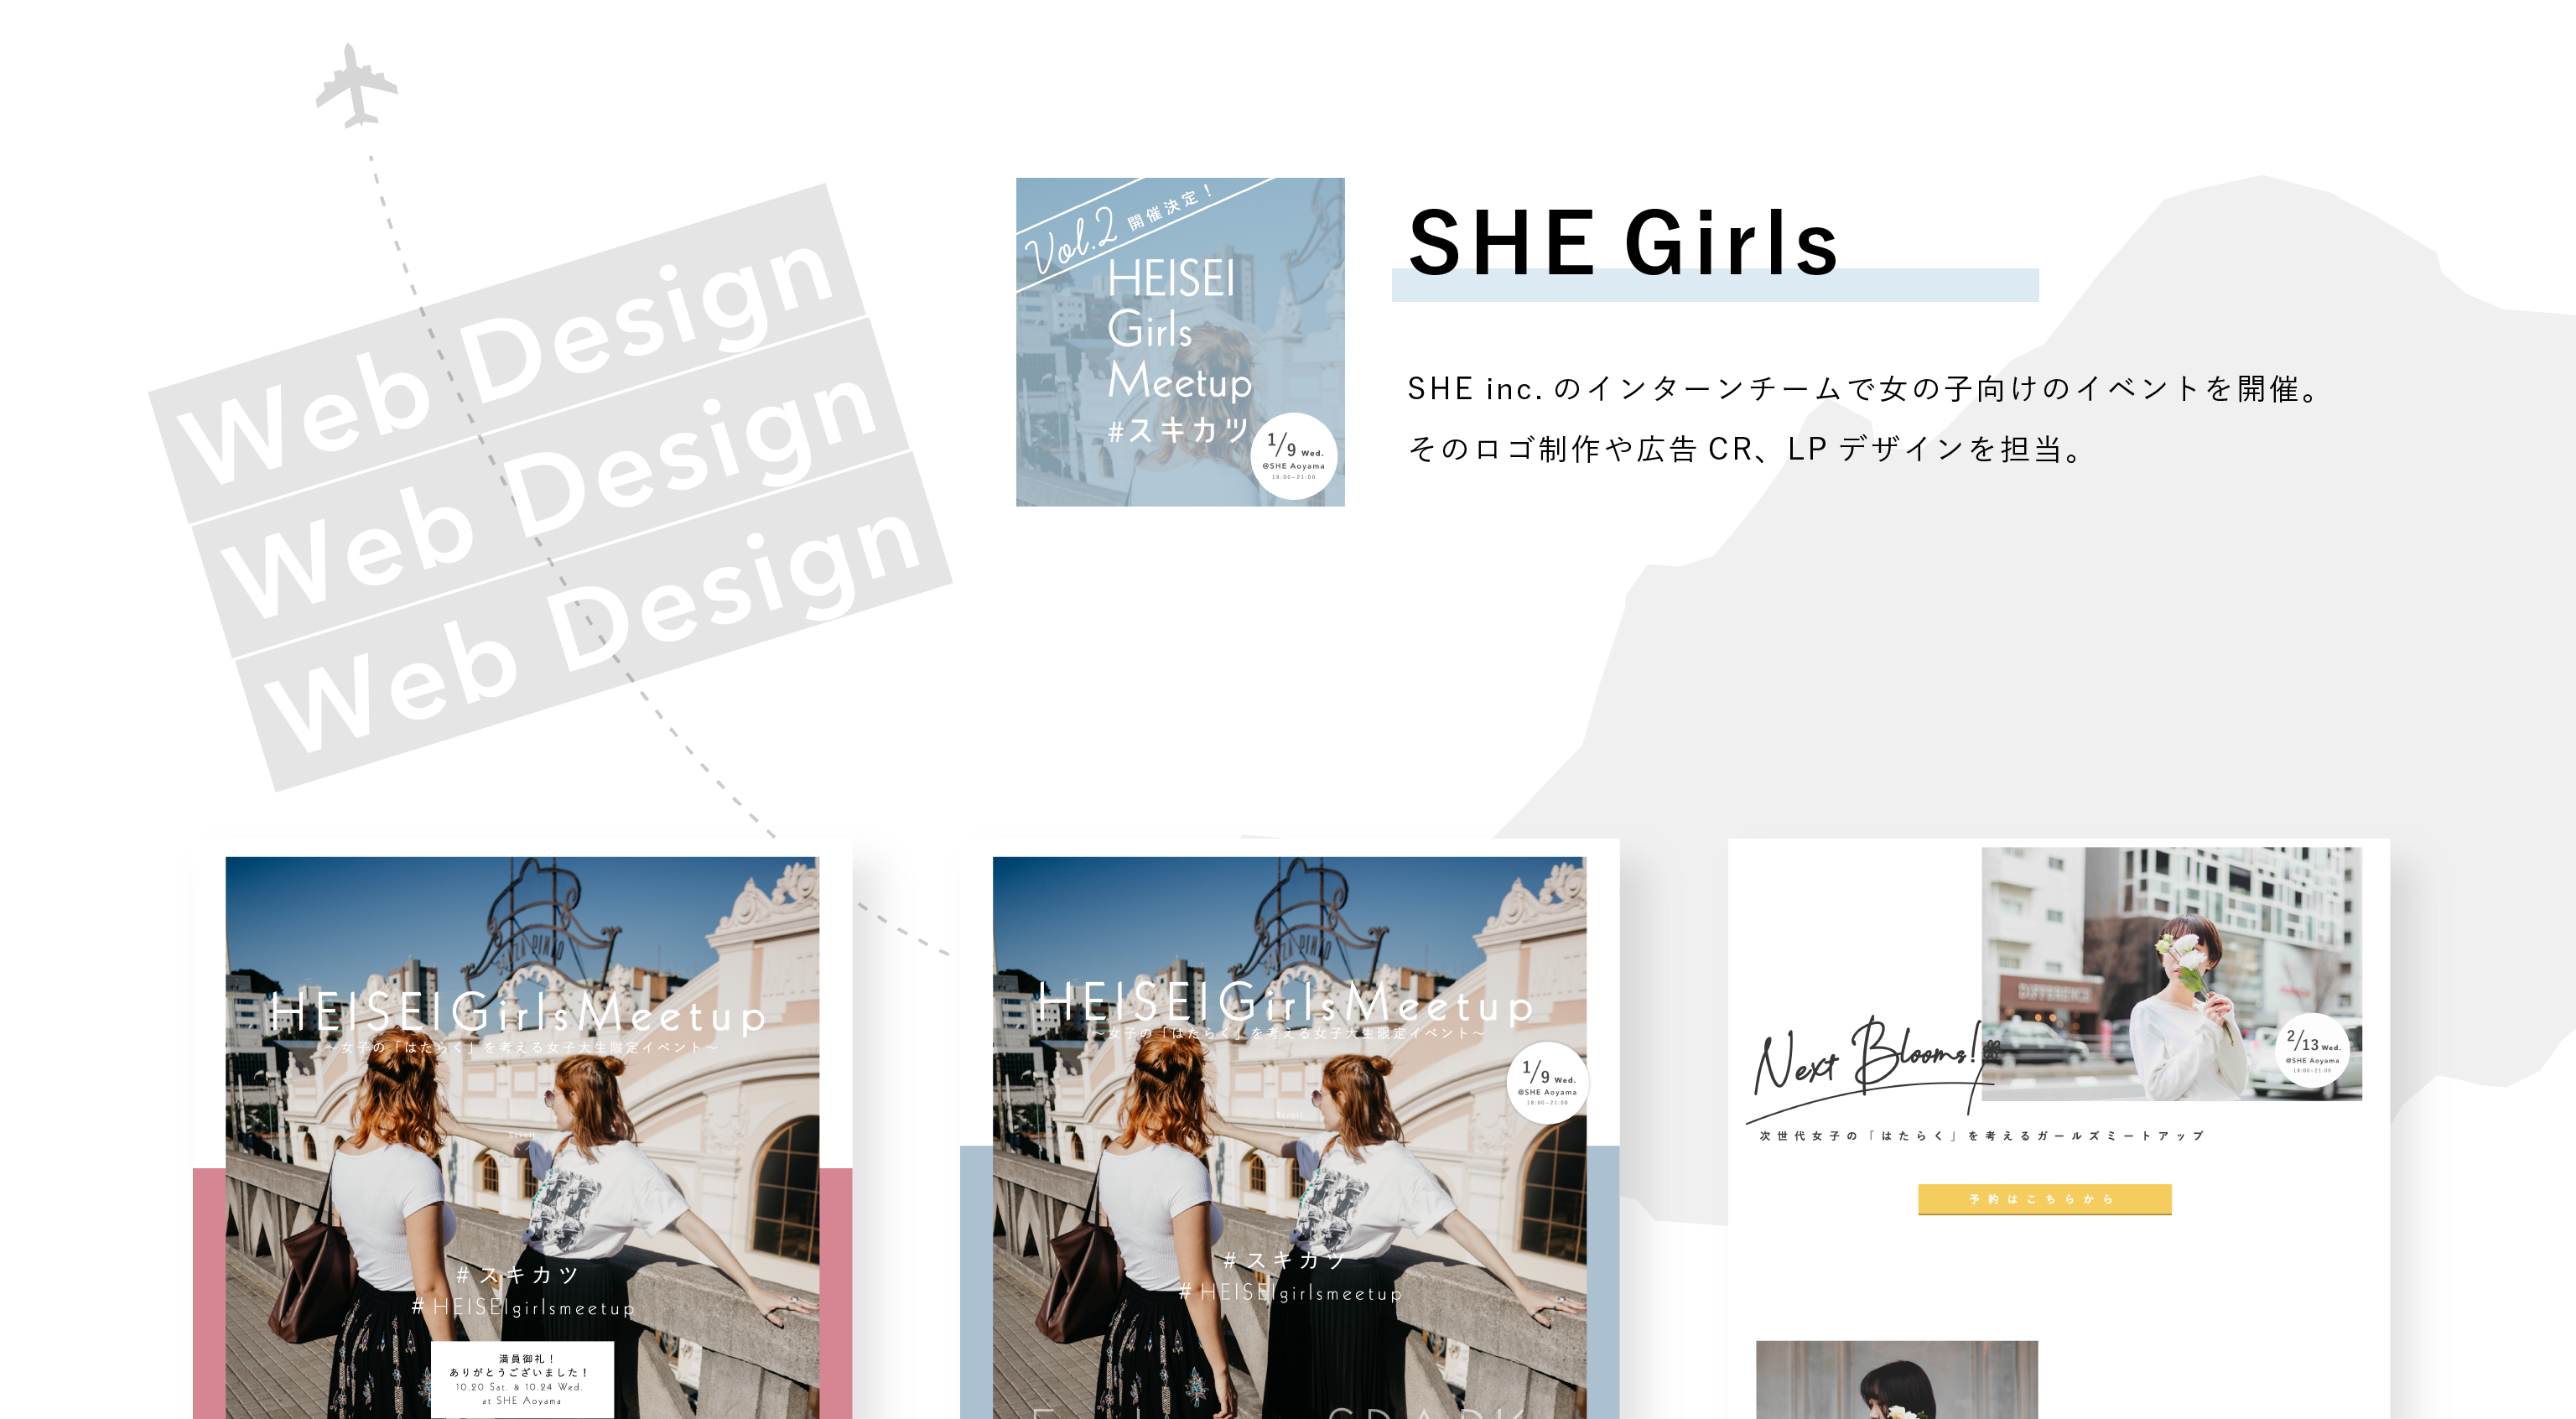 Web Design
Web Design
Web Design
Vol.2 開催決定！
HEISEI
Girls
Meetup
#スキカツ
1/9 Wed.
@SHE Aoyama
18:00~21:00
SHE Girls
SHE inc. のインターンチームで女の子向けのイベントを開催。
そのロゴ制作や広告 CR、LP デザインを担当。
HEISEIGirlsMeetup
～女子の「はたらく」を考える女子大生限定イベント～
Scroll
# スキカツ
# HEISEIgirlsmeetup
満員御礼！
ありがとうございました！
10.20 Sat. & 10.24 Wed.
at SHE Aoyama
HEISEIGirlsMeetup
～女子の「はたらく」を考える女子大生限定イベント～
1/9 Wed.
@SHE Aoyama
18:00~21:00
Scroll
# スキカツ
# HEISEIgirlsmeetup
DIFFERENCE
Next Blooms!
2/13 Wed.
@SHE Aoyama
18:00~21:00
次世代女子の「はたらく」を考えるガールズミートアップ
予約はこちらから